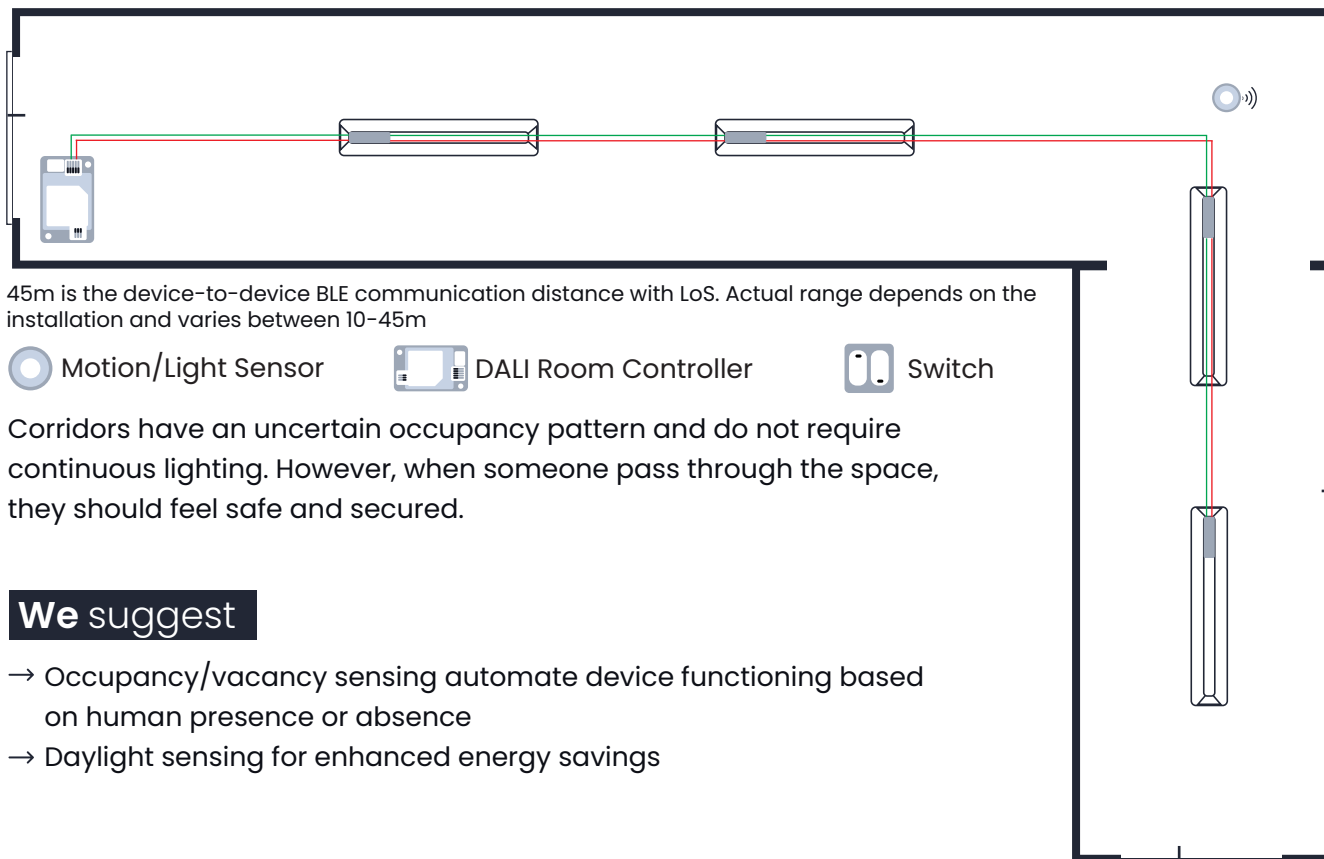 45m is the device-to-device BLE communication distance with LoS. Actual range depends on the
installation and varies between 10-45m
Motion/Light Sensor
DALI Room Controller
Switch
Corridors have an uncertain occupancy pattern and do not require
continuous lighting. However, when someone pass through the space,
they should feel safe and secured.
We suggest
→ Occupancy/vacancy sensing automate device functioning based
on human presence or absence
→ Daylight sensing for enhanced energy savings